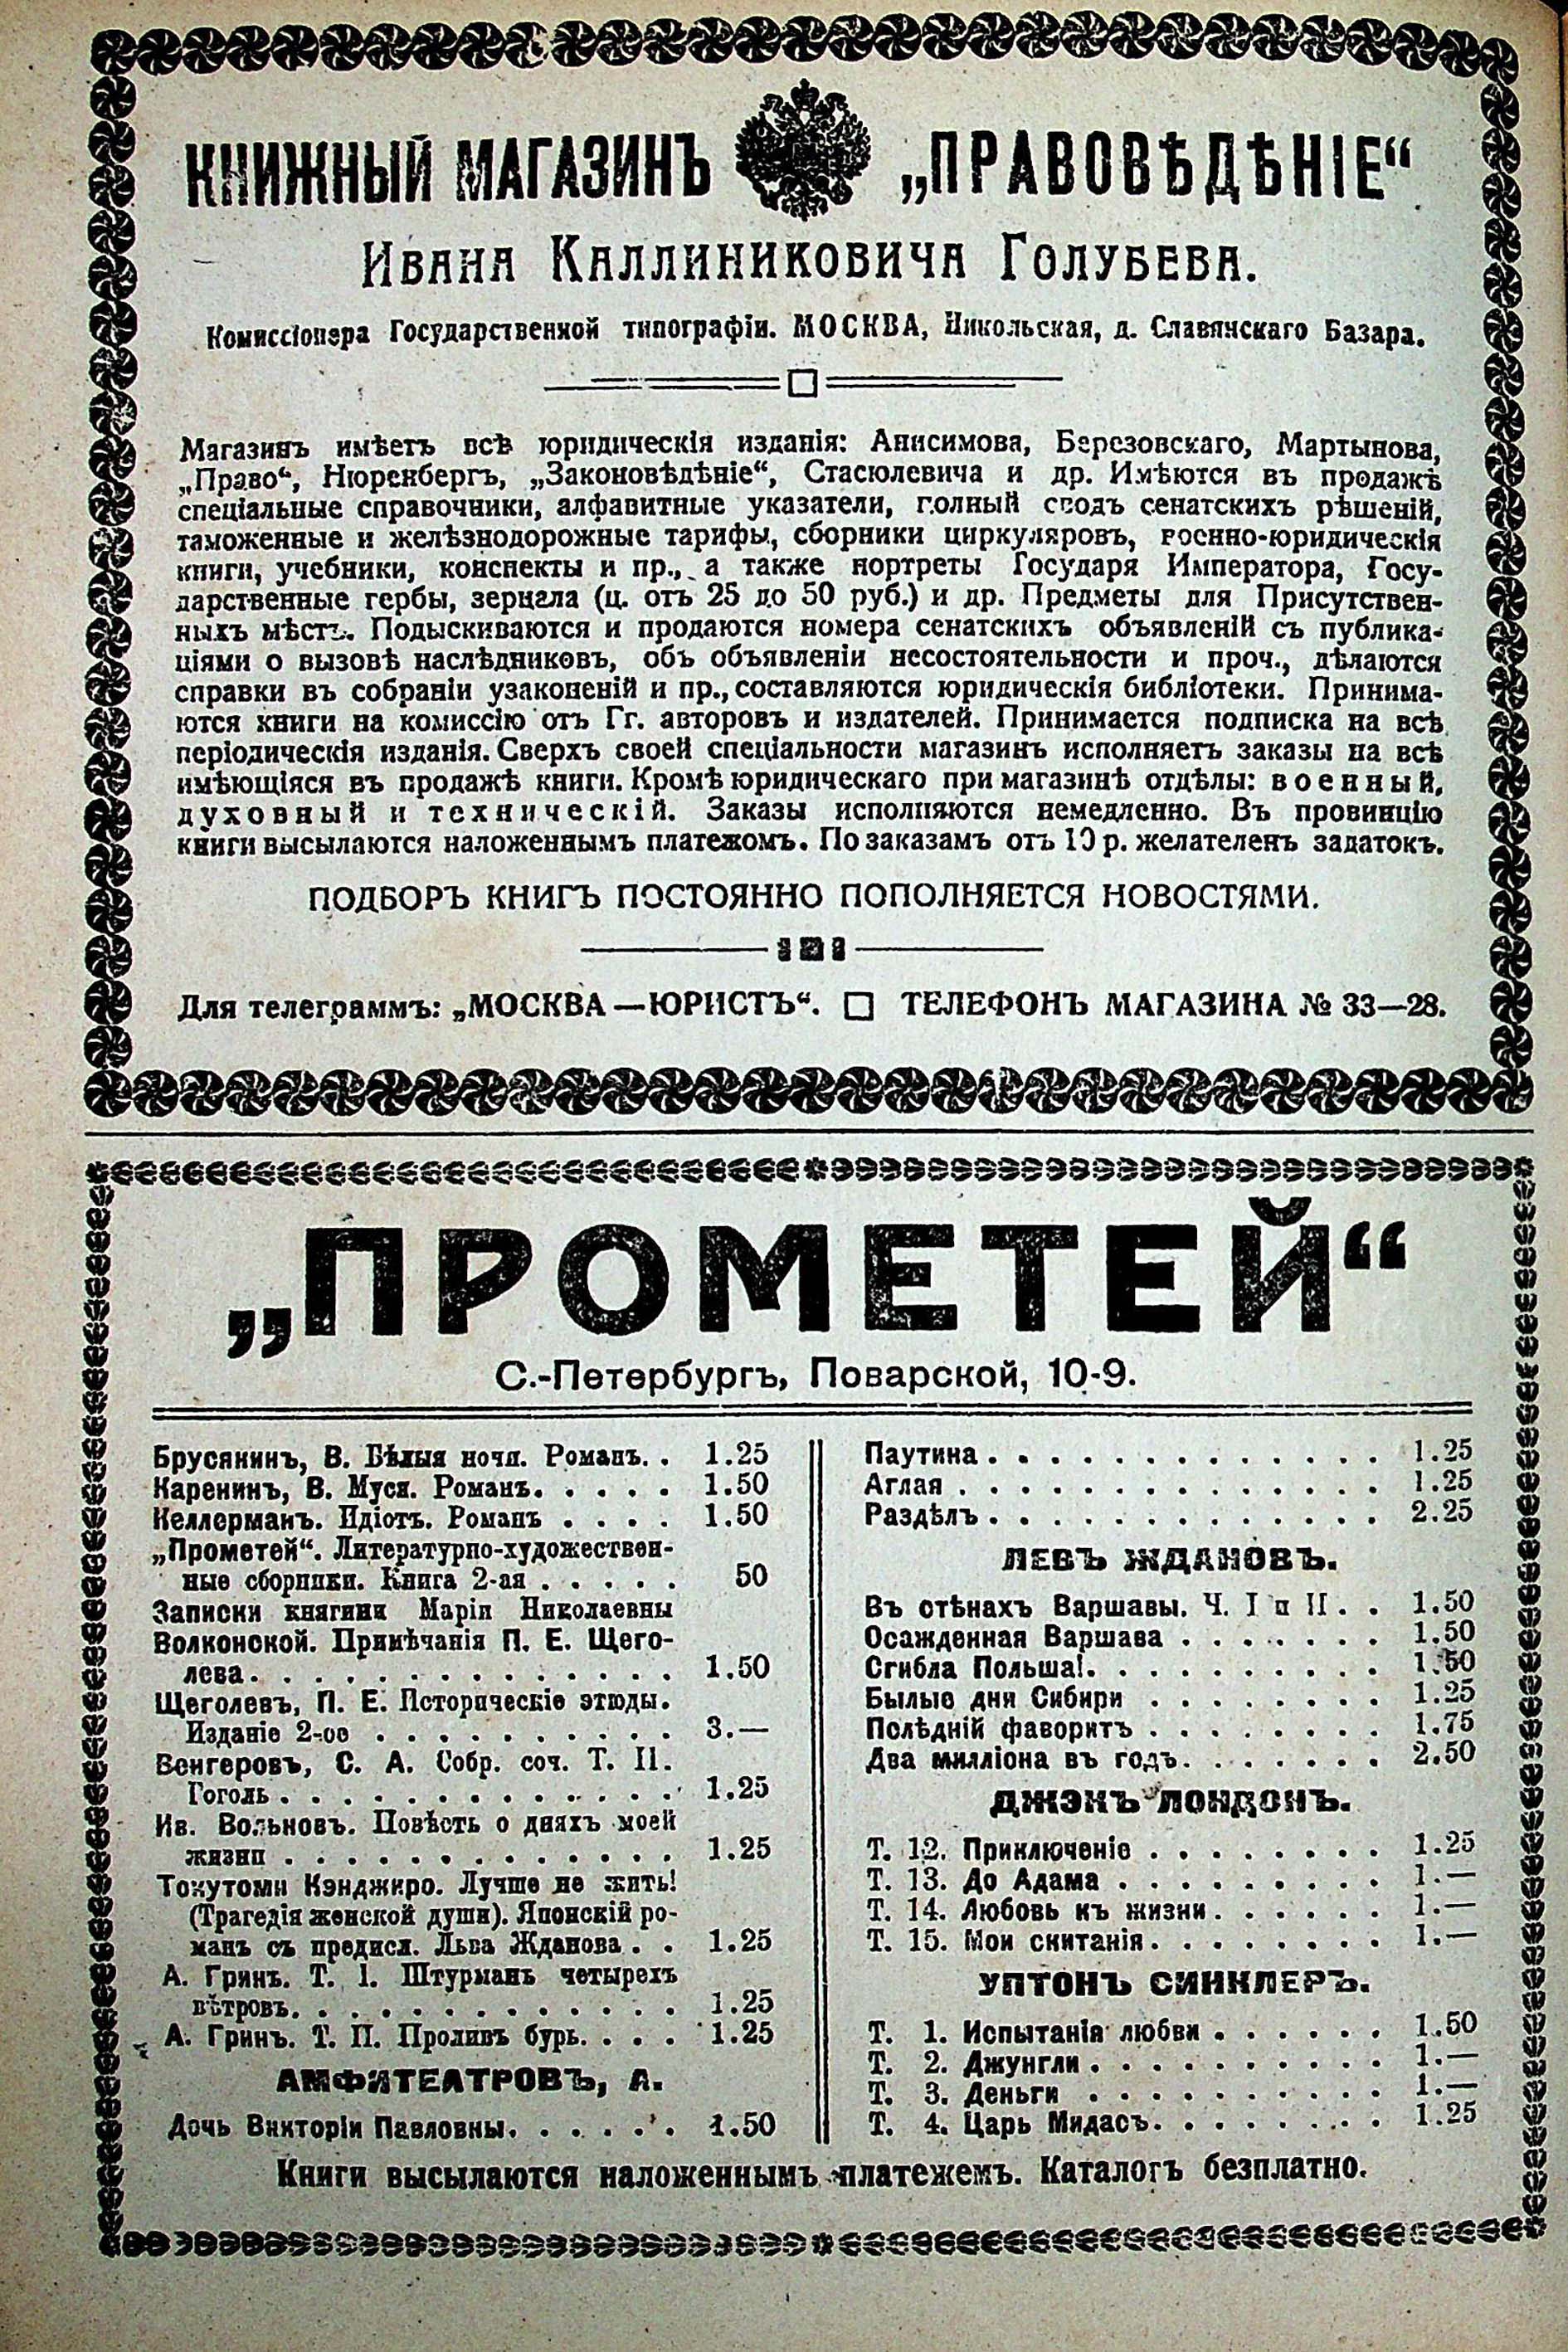 КНИЖНЫЙ МАГАЗИНЪ „ПРАВОВѢДѢНІЕ“
Ивана Каллиниковича Голубева.
Комиссіонера Государственной типографіи. МОСКВА, Никольская, д. Славянскаго Базара.
Магазинъ имѣетъ всѣ юридическія изданія: Анисимова, Березовскаго, Мартынова,
„Право“, Нюренбергъ, „Законовѣдѣніе“, Стасюлевича и др. Имѣются въ продажѣ
спеціальные справочники, алфавитные указатели, полный сводъ сенатскихъ рѣшеній,
таможенные и желѣзнодорожные тарифы, сборники циркуляровъ, военно-юридическія
книги, учебники, конспекты и пр., а также портреты Государя Императора, Госу-
дарственные гербы, зерцала (ц. отъ 25 до 50 руб.) и др. Предметы для Присутствен-
ныхъ мѣстъ. Подыскиваются и продаются номера сенатскихъ объявленій съ публика-
ціями о вызовѣ наслѣдниковъ, объ объявленіи несостоятельности и проч., дѣлаются
справки въ собраніи узаконеній и пр., составляются юридическія библіотеки. Принима-
ются книги на комиссію отъ Гг. авторовъ и издателей. Принимается подписка на всѣ
періодическія изданія. Сверхъ своей спеціальности магазинъ исполняетъ заказы на всѣ
имѣющіяся въ продажѣ книги. Кромѣ юридическаго при магазинѣ отдѣлы: военный,
духовный и техническій. Заказы исполняются немедленно. Въ провинцію
книги высылаются наложеннымъ платежомъ. По заказамъ отъ 10 р. желателенъ задатокъ.
ПОДБОРЪ КНИГЪ ПОСТОЯННО ПОПОЛНЯЕТСЯ НОВОСТЯМИ.
Для телеграммъ: „МОСКВА—ЮРИСТЪ“. ТЕЛЕФОНЪ МАГАЗИНА № 33—28.
„ПРОМЕТЕЙ“
С.-Петербургъ, Поварской, 10-9.
Брусянинъ, В. Бѣлыя ночи. Романъ. . 1.25
Каренинъ, В. Муся. Романъ. . . . . 1.50
Келлерманъ. Идіотъ. Романъ . . . . 1.50
„Прометей“. Литературно-художествен-
ные сборники. Книга 2-ая . . . . . 50
Записки княгини Маріи Николаевны
Волконской. Примѣчанія П. Е. Щего-
лева. . . . . . . . . . . . . . . 1.50
Щеголевъ, П. Е. Историческіе этюды.
Изданіе 2-ое . . . . . . . . . . 3.—
Венгеровъ, С. А. Собр. соч. Т. II.
Гоголь . . . . . . . . . . . . . 1.25
Ив. Вольновъ. Повѣсть о дняхъ моей
жизни . . . . . . . . . . . . . 1.25
Токутоми Кэнджиро. Лучше не жить!
(Трагедія женской души). Японскій ро-
манъ съ предисл. Льва Жданова . . 1.25
А. Гринъ. Т. 1. Штурманъ четырехъ
вѣтровъ. . . . . . . . . . . . . 1.25
А. Гринъ. Т. П. Проливъ бурь. . . . 1.25
АМФИТЕАТРОВЪ, А.
Дочь Викторіи Павловны. . . . . . 1.50
Паутина . . . . . . . . . . . . . 1.25
Аглая . . . . . . . . . . . . . . 1.25
Раздѣлъ . . . . . . . . . . . . . 2.25
ЛЕВЪ ЖДАНОВЪ.
Въ стѣнахъ Варшавы. Ч. I и II . . 1.50
Осажденная Варшава . . . . . . . 1.50
Сгибла Польша!. . . . . . . . . . 1.50
Былые дни Сибири . . . . . . . . 1.25
Полѣдній фаворитъ . . . . . . . . 1.75
Два милліона въ годъ. . . . . . . 2.50
ДЖЭКЪ ЛОНДОНЪ.
Т. 12. Приключеніе . . . . . . . . 1.25
Т. 13. До Адама . . . . . . . . . 1.—
Т. 14. Любовь къ жизни . . . . . . 1.—
Т. 15. Мои скитанія. . . . . . . . 1.—
УПТОНЪ СИНКЛЕРЪ.
Т. 1. Испытанія любви . . . . . . 1.50
Т. 2. Джунгли . . . . . . . . . . 1.—
Т. 3. Деньги . . . . . . . . . . 1.—
Т. 4. Царь Мидасъ. . . . . . . . 1.25
Книги высылаются наложеннымъ платежемъ. Каталогъ безплатно.